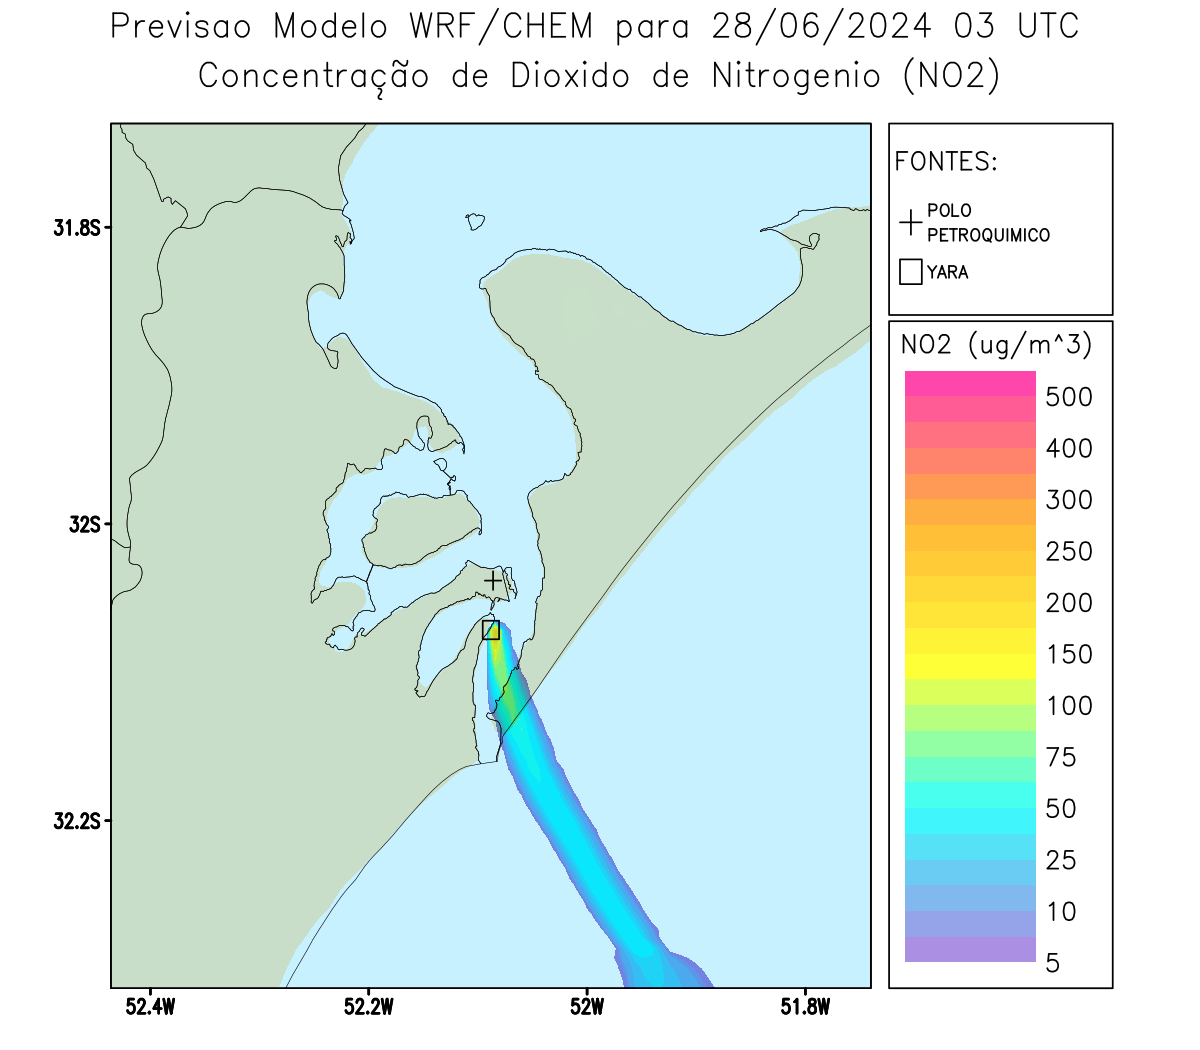 Previsao Modelo WRF/CHEM para 28/06/2024 03 UTC
Concentração de Dioxido de Nitrogenio (NO2)
FONTES:
POLO
PETROQUIMICO
YARA
NO2 (ug/m^3)
500
400
300
250
200
150
100
75
50
25
10
5
31.8S
32S
32.2S
52.4W
52.2W
52W
51.8W